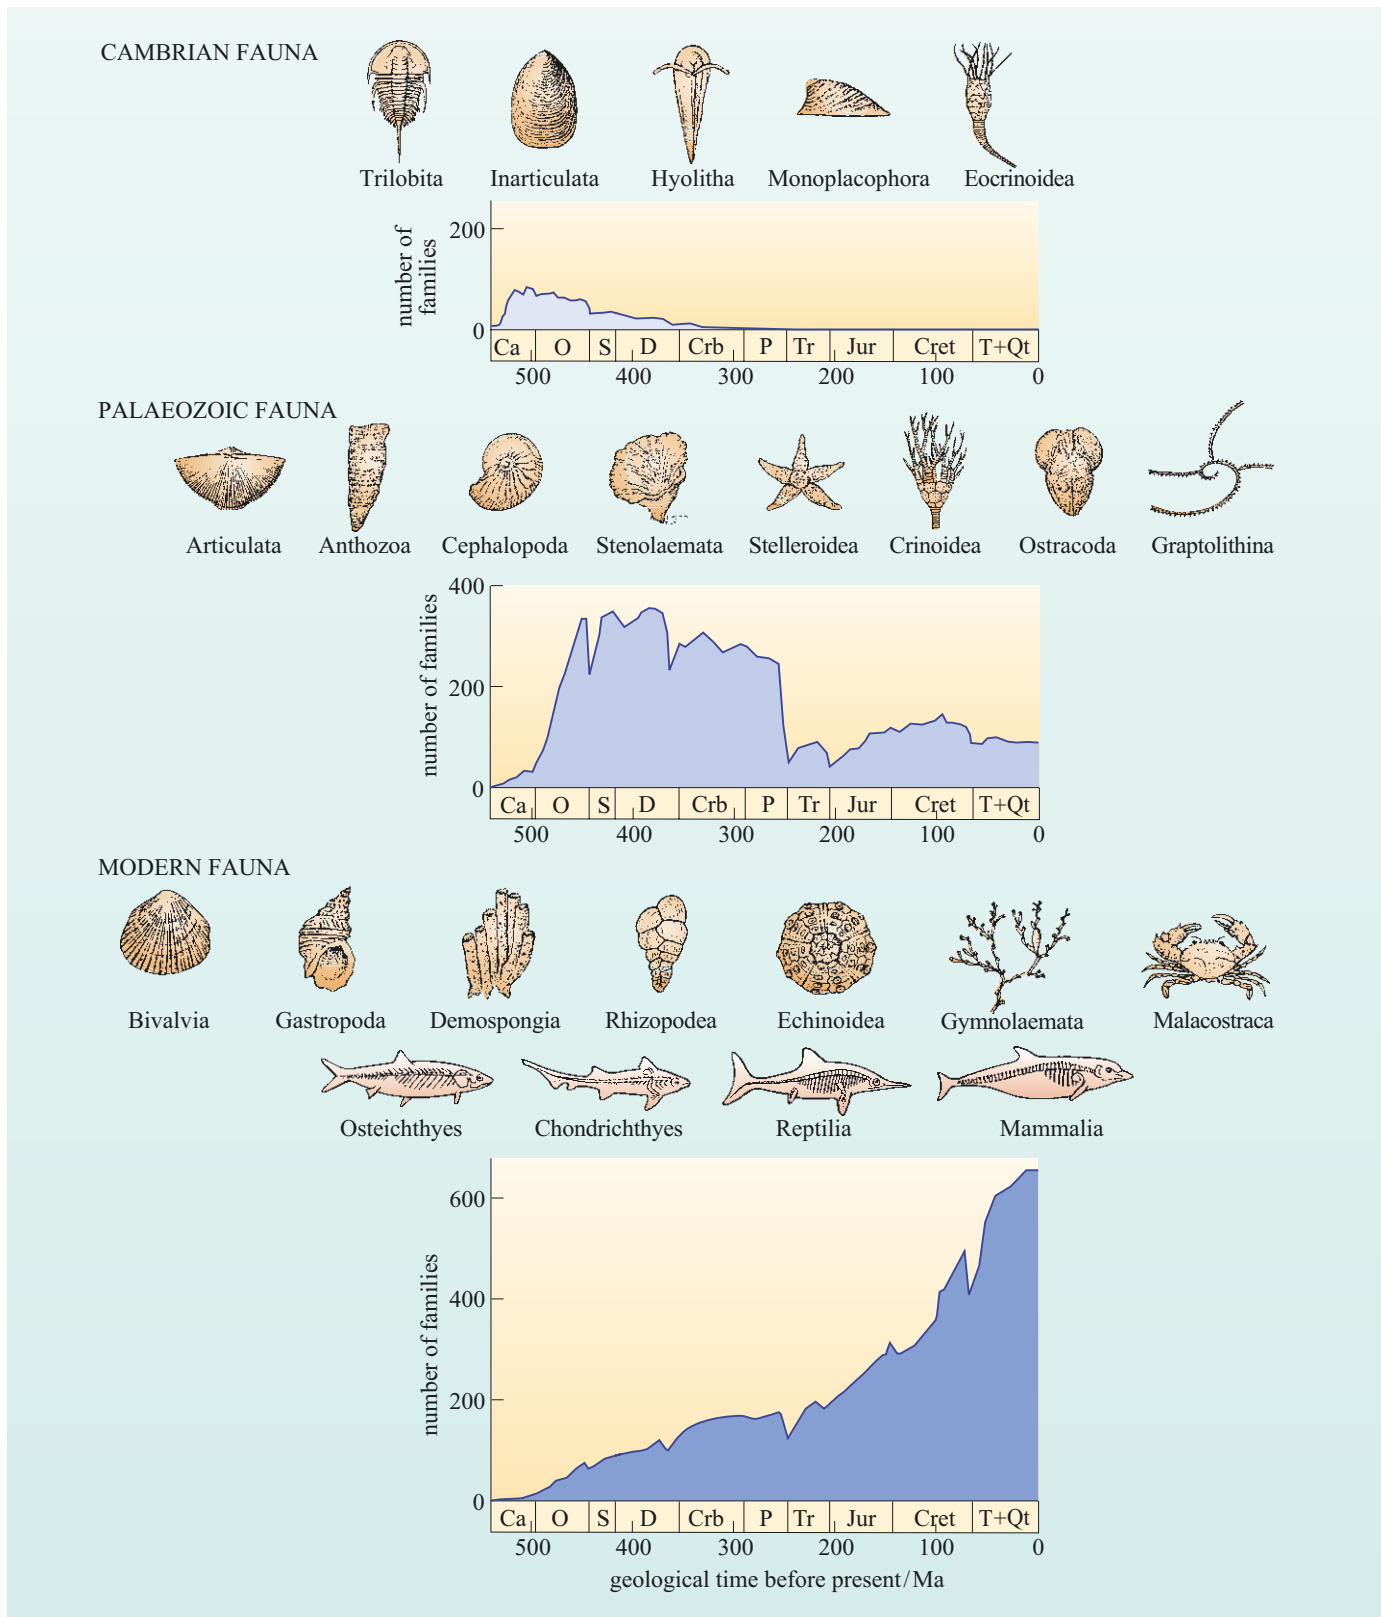 CAMBRIAN FAUNA
Trilobita Inarticulata Hyolitha Monoplacophora Eocrinoidea
number of
families
200
0
Ca O S D Crb P Tr Jur Cret T+Qt
500 400 300 200 100 0
PALAEOZOIC FAUNA
Articulata Anthozoa Cephalopoda Stenolaemata Stelleroidea Crinoidea Ostracoda Graptolithina
number of families
400
200
0
Ca O S D Crb P Tr Jur Cret T+Qt
500 400 300 200 100 0
MODERN FAUNA
Bivalvia Gastropoda Demospongia Rhizopodea Echinoidea Gymnolaemata Malacostraca
Osteichthyes Chondrichthyes Reptilia Mammalia
number of families
600
400
200
0
Ca O S D Crb P Tr Jur Cret T+Qt
500 400 300 200 100 0
geological time before present/Ma